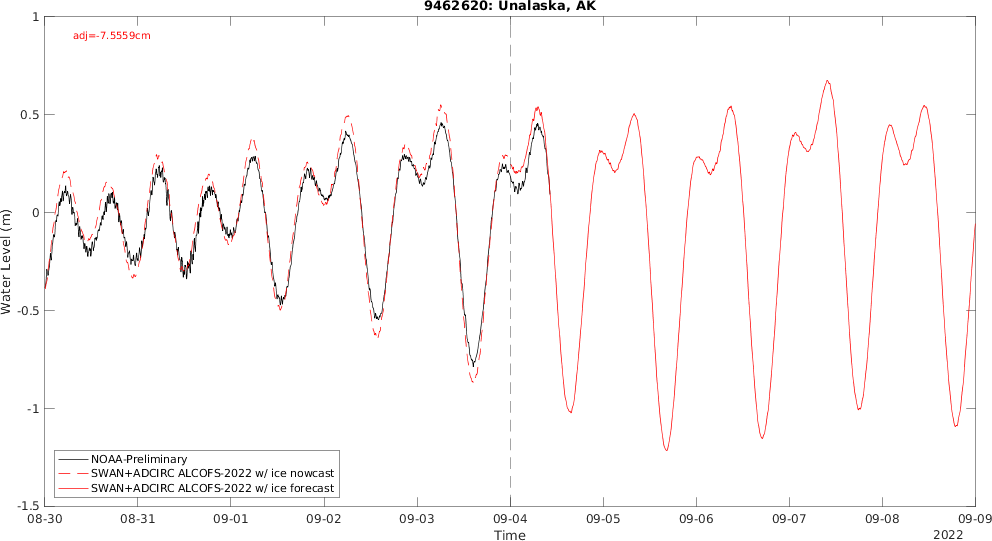 9462620: Unalaska, AK
adj=-7.5559cm
Water Level (m)
1
0.5
0
-0.5
-1
-1.5
NOAA-Preliminary
SWAN+ADCIRC ALCOFS-2022 w/ ice nowcast
SWAN+ADCIRC ALCOFS-2022 w/ ice forecast
08-30 08-31 09-01 09-02 09-03 09-04 09-05 09-06 09-07 09-08 09-09
Time
2022